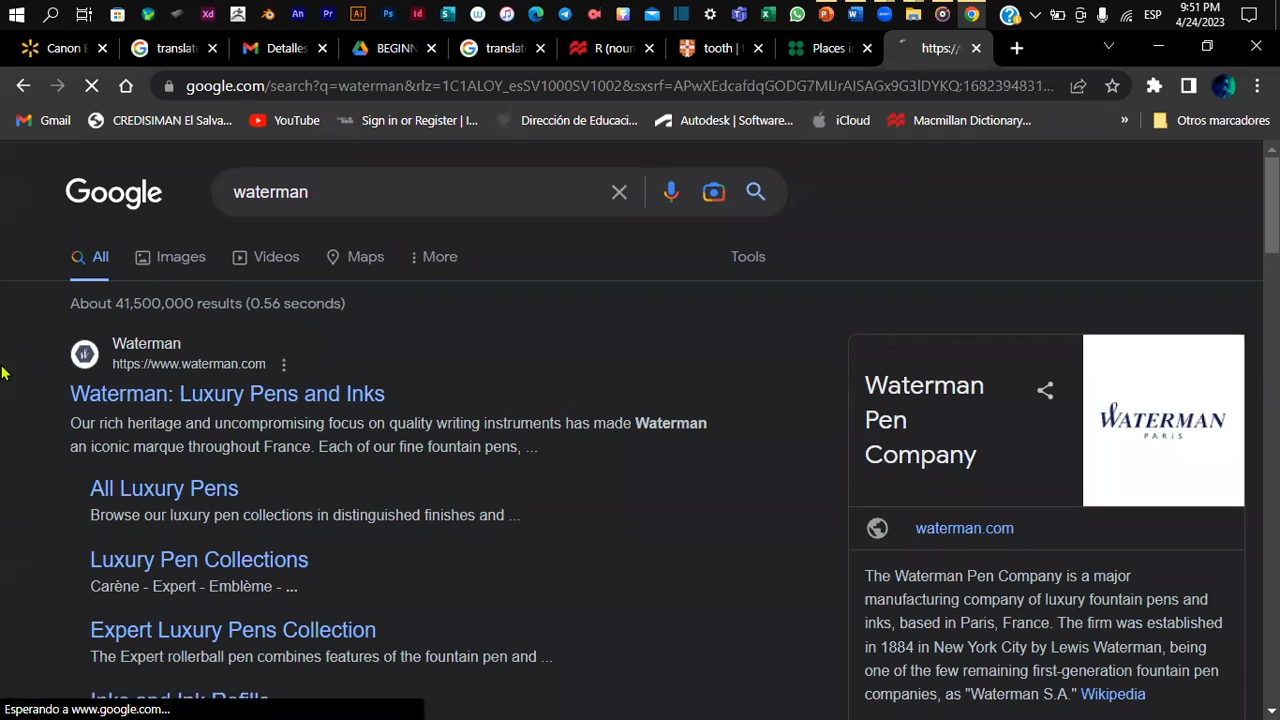 9:51 PM
ESP
4/24/2023
Canon E
translate
Detalles
BEGINN
translate
R (noun
tooth | t
Places in
https://
google.com/search?q=waterman&rlz=1C1ALOY_esSV1000SV1002&sxsrf=APwXEdcafdqGODG7MIJrAISAGx9G3lDYKQ:1682394831...
Gmail
CREDISIMAN El Salva...
YouTube
Sign in or Register | I...
Dirección de Educaci...
Autodesk | Software...
iCloud
Macmillan Dictionary...
»
Otros marcadores
Google
waterman
All
Images
Videos
Maps
More
Tools
About 41,500,000 results (0.56 seconds)
Waterman
https://www.waterman.com
Waterman: Luxury Pens and Inks
Our rich heritage and uncompromising focus on quality writing instruments has made Waterman
an iconic marque throughout France. Each of our fine fountain pens, ...
All Luxury Pens
Browse our luxury pen collections in distinguished finishes and ...
Luxury Pen Collections
Carène - Expert - Emblème - ...
Expert Luxury Pens Collection
The Expert rollerball pen combines features of the fountain pen and ...
Inks and Ink Refills
Waterman
Pen
Company
WATERMAN
PARIS
waterman.com
The Waterman Pen Company is a major
manufacturing company of luxury fountain pens and
inks, based in Paris, France. The firm was established
in 1884 in New York City by Lewis Waterman, being
one of the few remaining first-generation fountain pen
companies, as "Waterman S.A." Wikipedia
Esperando a www.google.com...